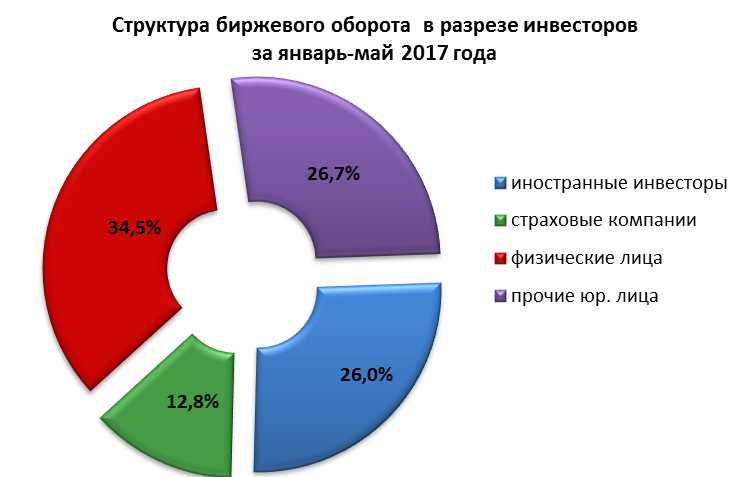 Структура биржевого оборота в разрезе инвесторов
за январь-май 2017 года
26,7%
34,5%
26,0%
12,8%
иностранные инвесторы
страховые компании
физические лица
прочие юр. лица